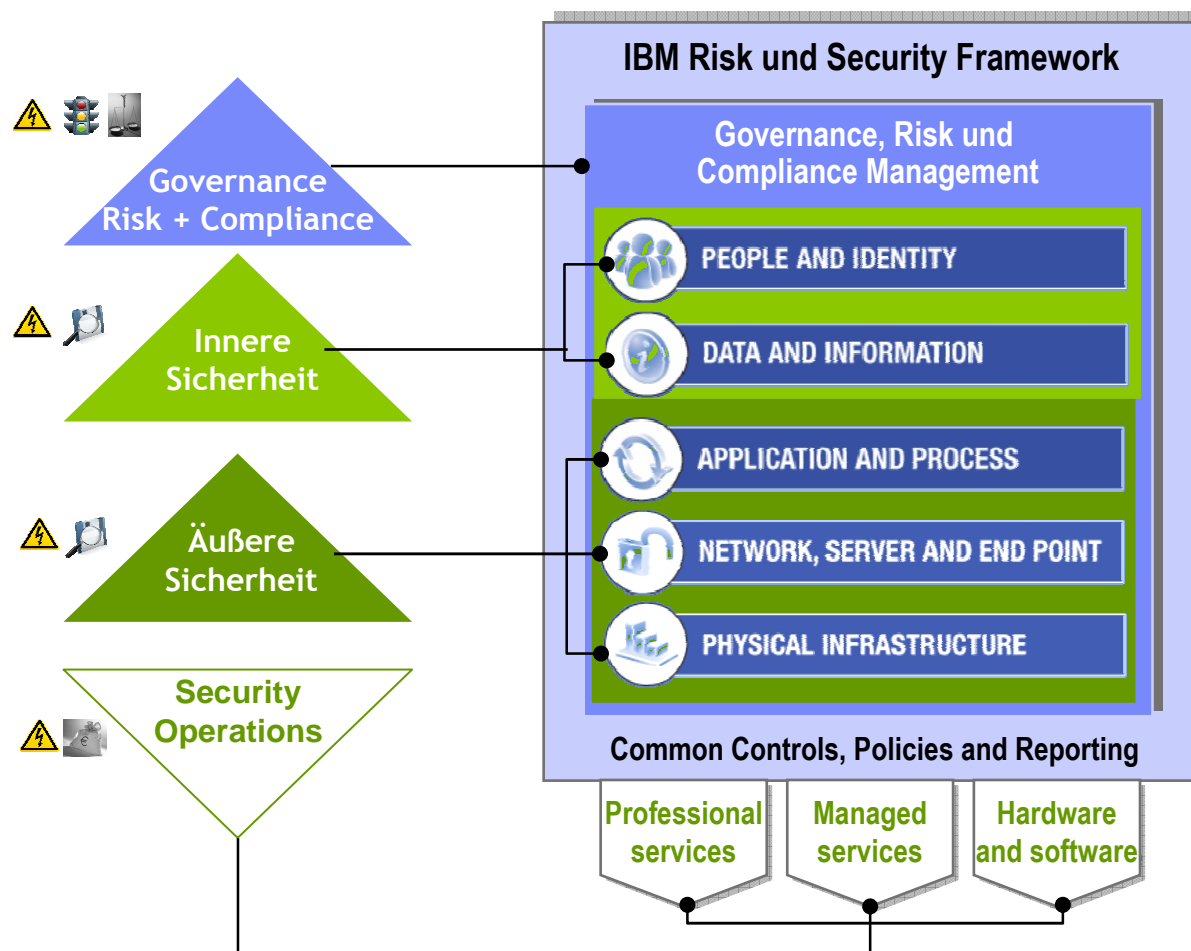 IBM Risk und Security Framework
Governance
Risk + Compliance
Governance, Risk und
Compliance Management
PEOPLE AND IDENTITY
Innere
Sicherheit
DATA AND INFORMATION
APPLICATION AND PROCESS
Äußere
Sicherheit
NETWORK, SERVER AND END POINT
PHYSICAL INFRASTRUCTURE
Security
Operations
€
Common Controls, Policies and Reporting
Professional
services
Managed
services
Hardware
and software